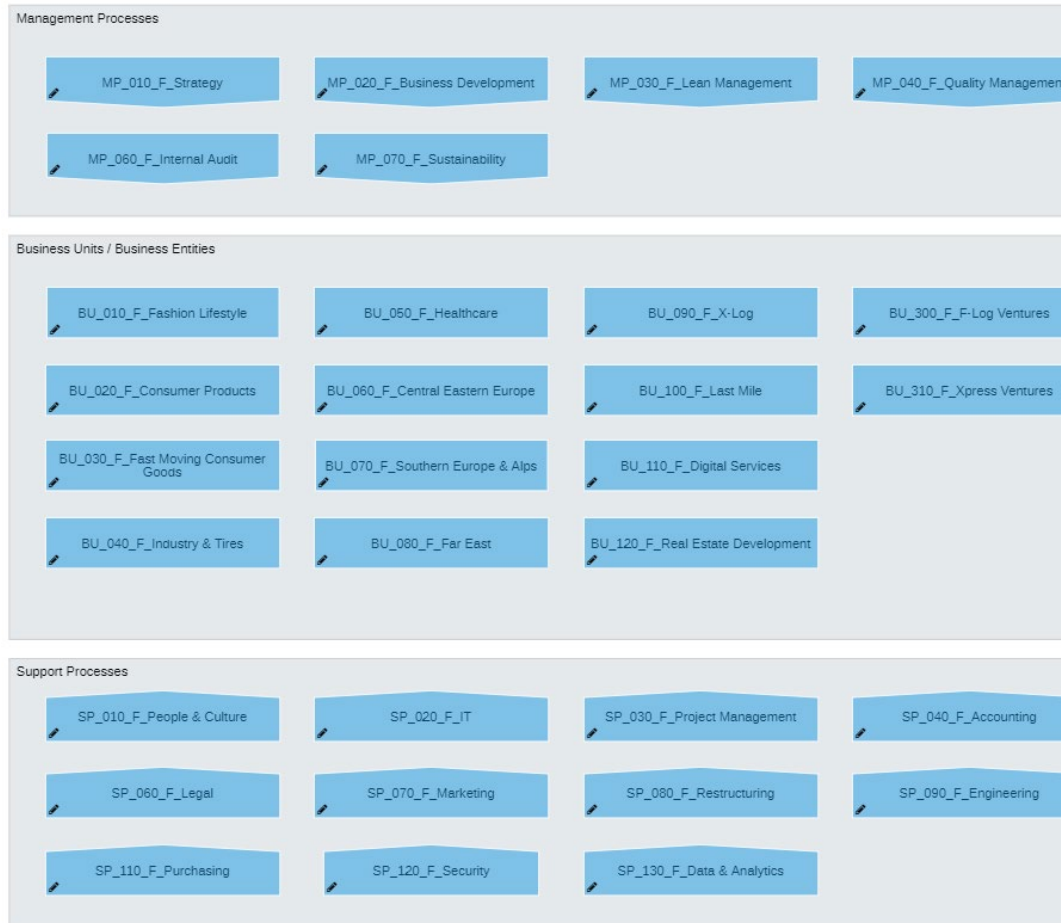 Management Processes
MP_010_F_Strategy
MP_020_F_Business Development
MP_030_F_Lean Management
MP_040_F_Quality Managemen
MP_060_F_Internal Audit
MP_070_F_Sustainability
Business Units / Business Entities
BU_010_F_Fashion Lifestyle
BU_050_F_Healthcare
BU_090_F_X-Log
BU_300_F_F-Log Ventures
BU_020_F_Consumer Products
BU_060_F_Central Eastern Europe
BU_100_F_Last Mile
BU_310_F_Xpress Ventures
BU_030_F_Fast Moving Consumer
Goods
BU_070_F_Southern Europe & Alps
BU_110_F_Digital Services
BU_040_F_Industry & Tires
BU_080_F_Far East
BU_120_F_Real Estate Development
Support Processes
SP_010_F_People & Culture
SP_020_F_IT
SP_030_F_Project Management
SP_040_F_Accounting
SP_060_F_Legal
SP_070_F_Marketing
SP_080_F_Restructuring
SP_090_F_Engineering
SP_110_F_Purchasing
SP_120_F_Security
SP_130_F_Data & Analytics